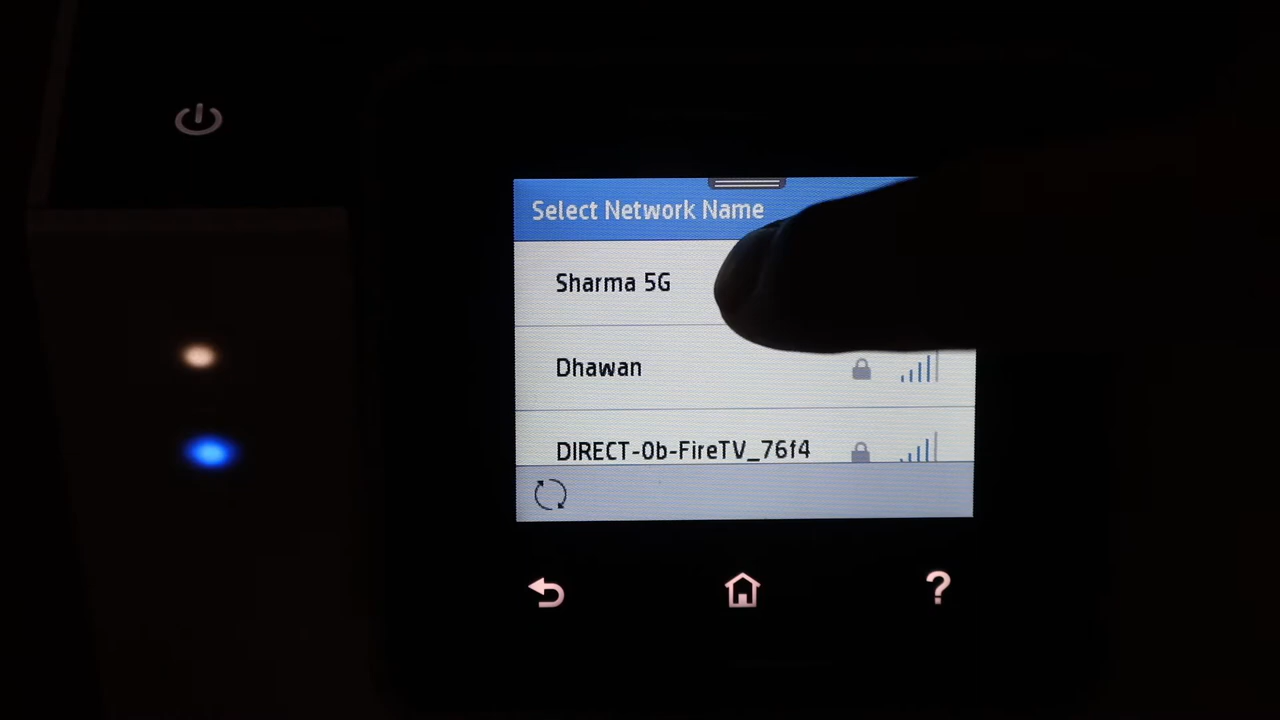 Select Network Name
Sharma 5G
Dhawan
DIRECT-0b-FireTV_76f4
?